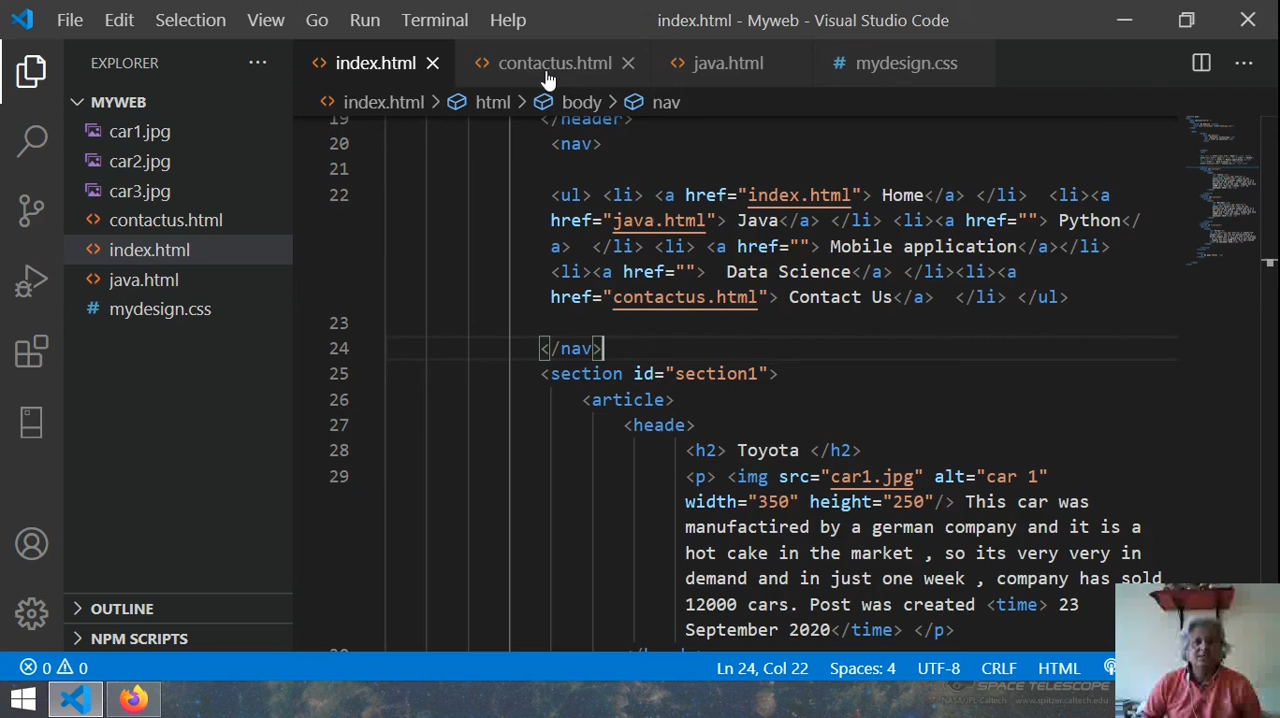 File Edit Selection View Go Run Terminal Help index.html - Myweb - Visual Studio Code
EXPLORER
index.html
contactus.html
java.html
# mydesign.css
MYWEB
index.html > html > body > nav
car1.jpg
car2.jpg
car3.jpg
contactus.html
index.html
java.html
# mydesign.css
OUTLINE
NPM SCRIPTS
19 </header>
20 <nav>
21
22 <ul> <li> <a href="index.html"> Home</a> </li> <li><a
href="java.html"> Java</a> </li> <li><a href=""> Python</
a> </li> <li> <a href=""> Mobile application</a></li>
<li><a href=""> Data Science</a> </li><li><a
href="contactus.html"> Contact Us</a> </li> </ul>
23
24 </nav>
25 <section id="section1">
26 <article>
27 <heade>
28 <h2> Toyota </h2>
29 <p> <img src="car1.jpg" alt="car 1"
width="350" height="250"/> This car was
manufactired by a german company and it is a
hot cake in the market , so its very very in
demand and in just one week , company has sold
12000 cars. Post was created <time> 23
September 2020</time> </p>
0 0
Ln 24, Col 22 Spaces: 4 UTF-8 CRLF HTML
SPACE TELESCOPE
NASA/JPL-Caltech www.spitzer.caltech.edu